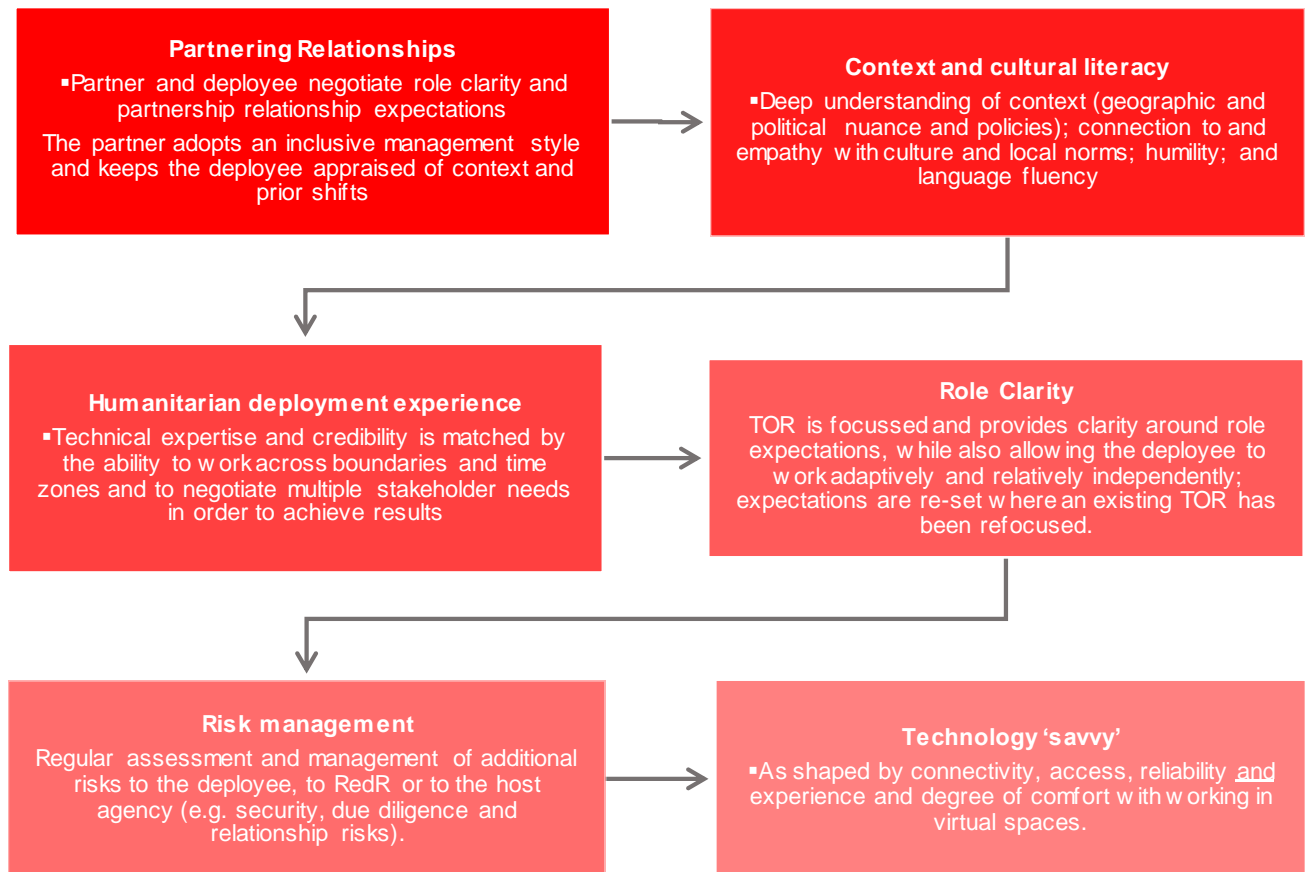 Partnering Relationships
▪Partner and deployee negotiate role clarity and
partnership relationship expectations
The partner adopts an inclusive management style
and keeps the deployee appraised of context and
prior shifts
Context and cultural literacy
▪Deep understanding of context (geographic and
political nuance and policies); connection to and
empathy with culture and local norms; humility; and
language fluency
Humanitarian deployment experience
▪Technical expertise and credibility is matched by
the ability to work across boundaries and time
zones and to negotiate multiple stakeholder needs
in order to achieve results
Role Clarity
TOR is focussed and provides clarity around role
expectations, while also allowing the deployee to
work adaptively and relatively independently;
expectations are re-set where an existing TOR has
been refocused.
Risk management
Regular assessment and management of additional
risks to the deployee, to RedR or to the host
agency (e.g. security, due diligence and
relationship risks).
Technology ‘savvy’
▪As shaped by connectivity, access, reliability and
experience and degree of comfort with working in
virtual spaces.